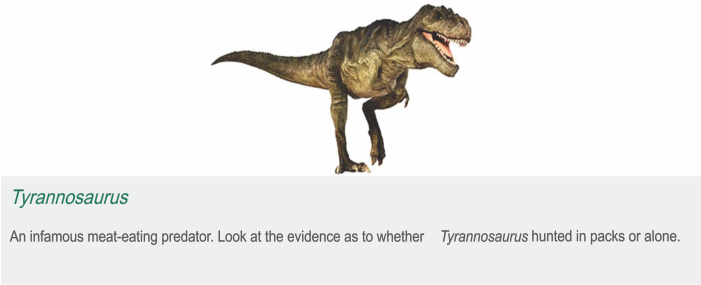 Tyrannosaurus
An infamous meat-eating predator. Look at the evidence as to whether Tyrannosaurus hunted in packs or alone.